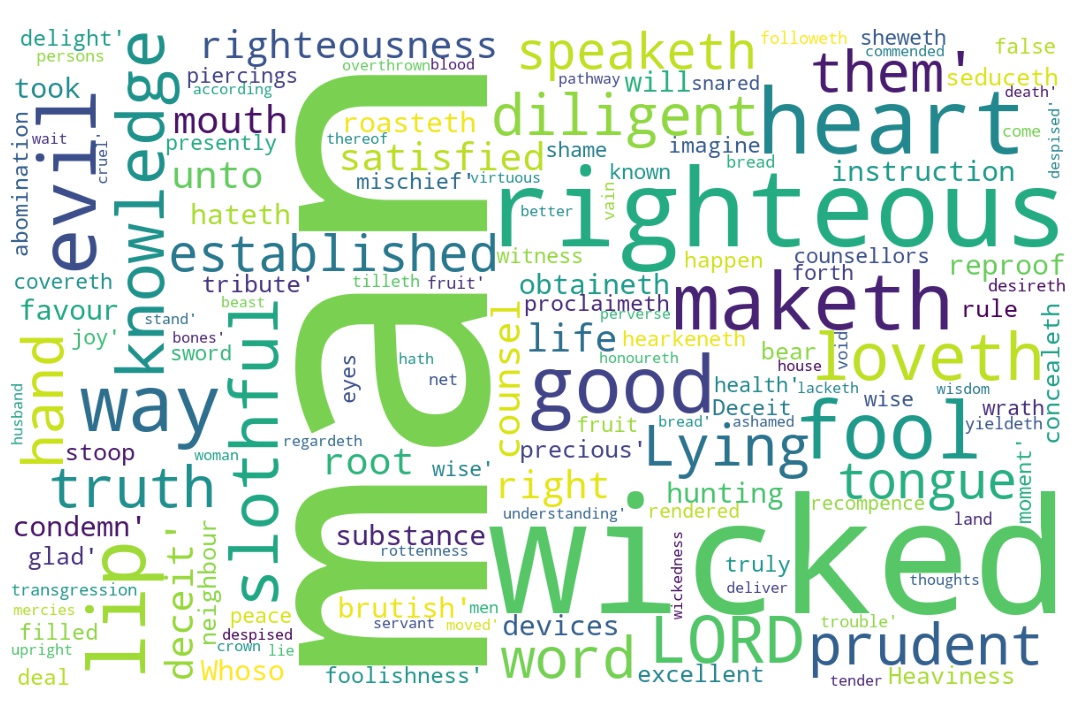 delight'
persons
took
knowledge
righteousness
piercings
according
overthrown
blood
speaketh
followeth
sheweth
commended
false
pathway
will
snared
them'
seduceth
death'
abomination
wait
evil
cruel'
mouth
presently
unto
hateth
man
roasteth
thereof
satisfied
mischief'
virtuous
diligent
shame
imagine
bread
heart
come
despised'
known
instruction
vain
better
righteous
established
witness
happen
counsellors
forth
reproof
covereth
tribute'
tilleth
fruit'
obtaineth
proclaimeth
perverse
maketh
rule
desireth
favour
joy'
stand'
beast
bones'
sword
slothful
eyes
hath
net
counsel
life
hearkeneth
honoureth
bear
house
void
loveth
concealeth
hand
way
husband
good
health'
lacketh
Deceit
wise
wisdom
wrath
yieldeth
stoop
woman
regardeth
root
wise'
fruit
bread'
ashamed
precious'
Lying
fool
truth
right
hunting
tongue
moment'
understanding'
rendered
recompence
land
condemn'
glad'
substance
rottenness
wicked
wickedness
truly
deliver
thoughts
transgression
mercies
lip
deceit'
neighbour
filled
upright
deal
peace
despised
crown
lie
Whoso
brutish'
men
servant
moved'
foolishness'
devices
word
LORD
excellent
trouble'
prudent
tender
Heaviness